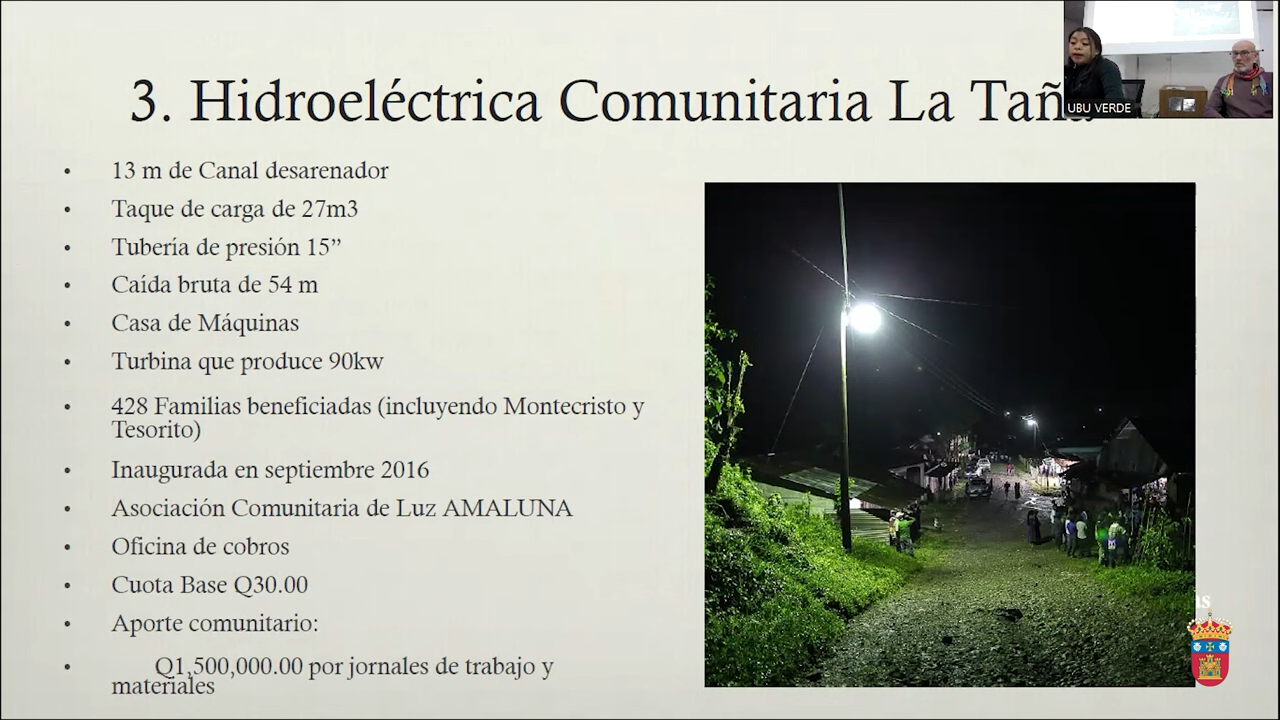 UBU VERDE
3. Hidroeléctrica Comunitaria La Taña
• 13 m de Canal desarenador
• Taque de carga de 27m3
• Tubería de presión 15”
• Caída bruta de 54 m
• Casa de Máquinas
• Turbina que produce 90kw
• 428 Familias beneficiadas (incluyendo Montecristo y
Tesorito)
• Inaugurada en septiembre 2016
• Asociación Comunitaria de Luz AMALUNA
• Oficina de cobros
• Cuota Base Q30.00
• Aporte comunitario:
• Q1,500,000.00 por jornales de trabajo y
materiales